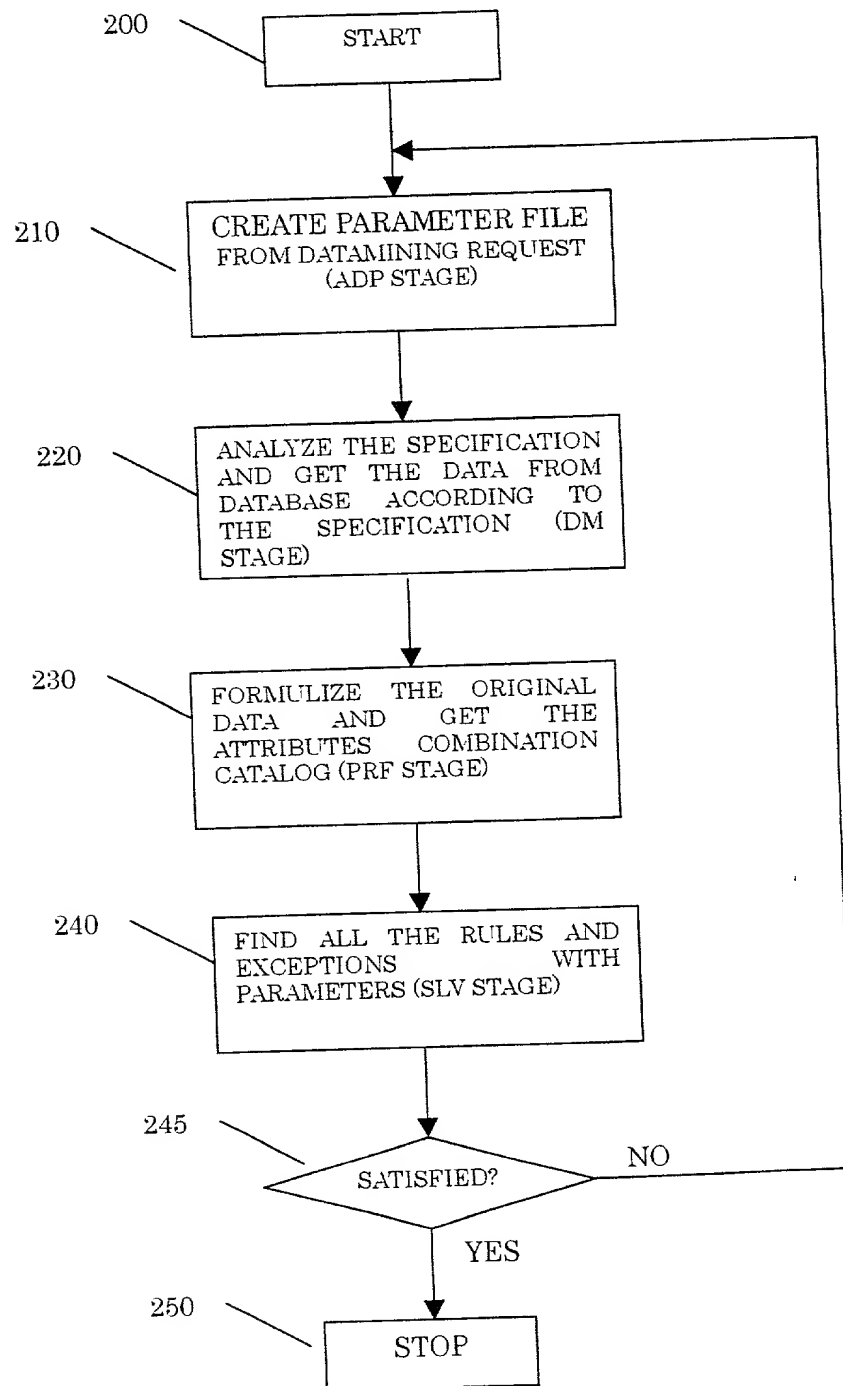 200
START
210
CREATE PARAMETER FILE
FROM DATAMINING REQUEST
(ADP STAGE)
220
ANALYZE THE SPECIFICATION
AND GET THE DATA FROM
DATABASE ACCORDING TO
THE SPECIFICATION (DM
STAGE)
230
FORMULIZE THE ORIGINAL
DATA AND GET THE
ATTRIBUTES COMBINATION
CATALOG (PRF STAGE)
240
FIND ALL THE RULES AND
EXCEPTIONS WITH
PARAMETERS (SLV STAGE)
245
SATISFIED?
NO
YES
250
STOP